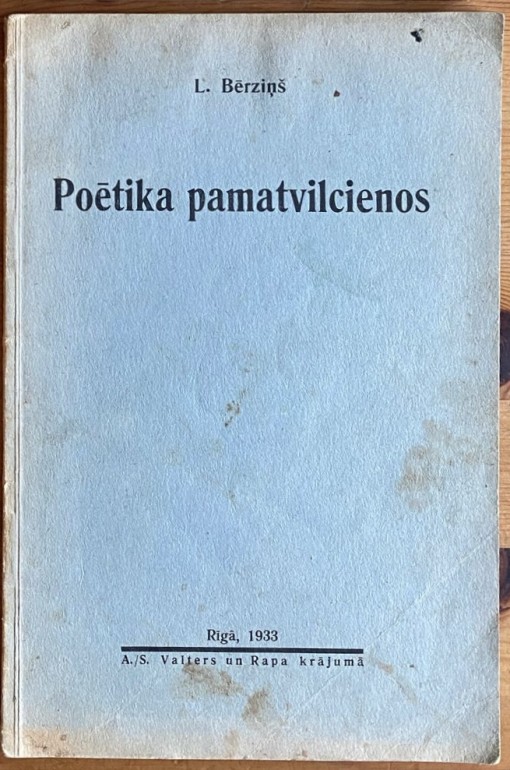 L. Bērziņš
Poētika pamatvilcienos
Rīgā, 1933
A./S. Valters un Rapa krājumā